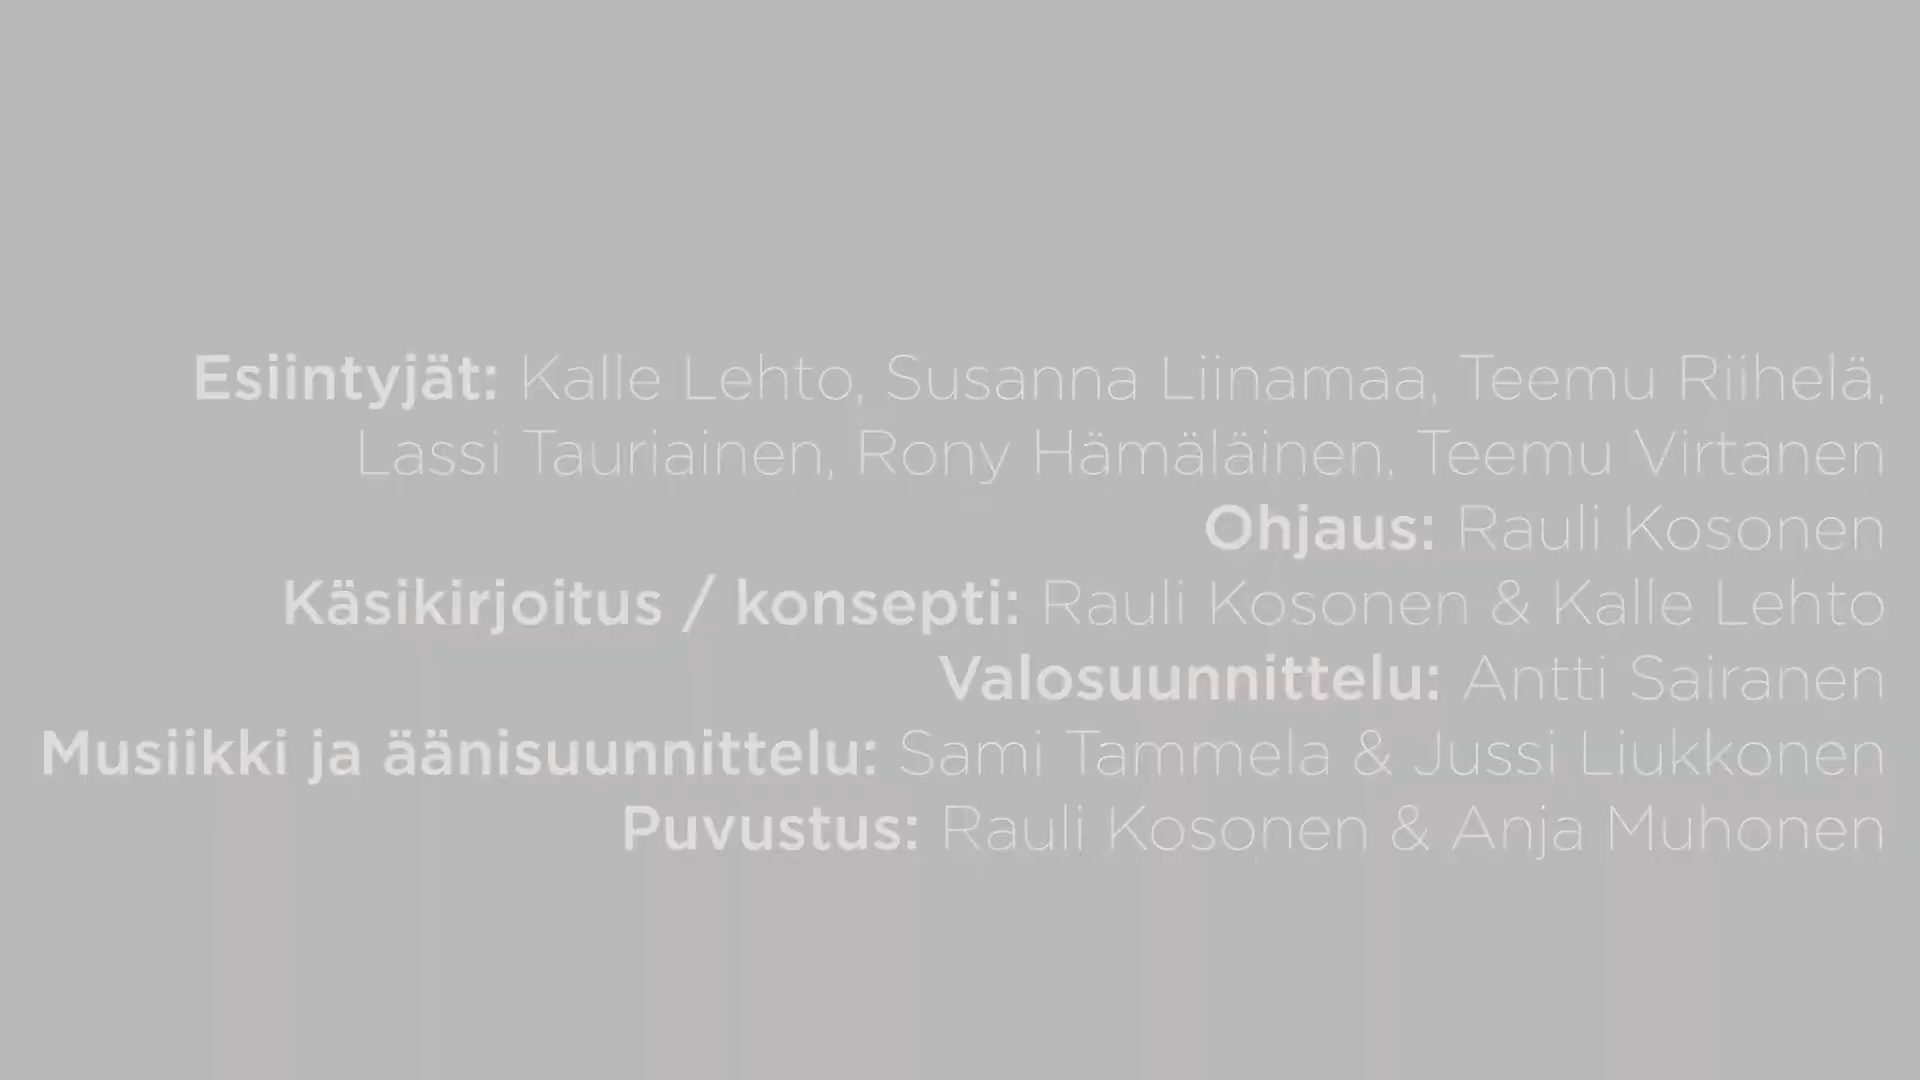 Esiintyjät: Kalle Lehto, Susanna Liinamaa, Teemu Riihelä,
Lassi Tauriainen, Rony Hämäläinen, Teemu Virtanen
Ohjaus: Rauli Kosonen
Käsikirjoitus / konsepti: Rauli Kosonen & Kalle Lehto
Valosuunnittelu: Antti Sairanen
Musiikki ja äänisuunnittelu: Sami Tammela & Jussi Liukkonen
Puvustus: Rauli Kosonen & Anja Muhonen